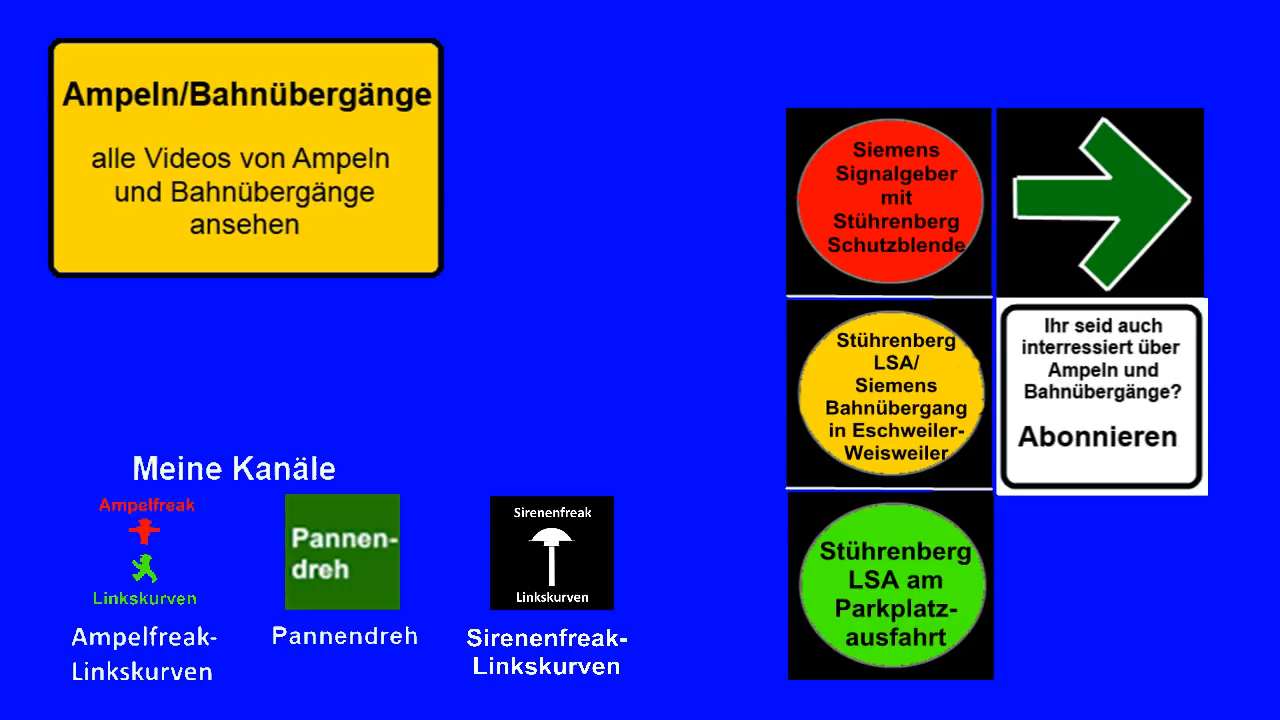 Ampeln/Bahnübergänge
alle Videos von Ampeln
und Bahnübergänge
ansehen
Siemens
Signalgeber
mit
Stührenberg
Schutzblende
Stührenberg
LSA/
Siemens
Bahnübergang
in Eschweiler-
Weisweiler
Ihr seid auch
interressiert über
Ampeln und
Bahnübergänge?
Abonnieren
Stührenberg
LSA am
Parkplatz-
ausfahrt
Meine Kanäle
Ampelfreak
Linkskurven
Ampelfreak-
Linkskurven
Pannen-
dreh
Pannendreh
Sirenenfreak
Linkskurven
Sirenenfreak-
Linkskurven